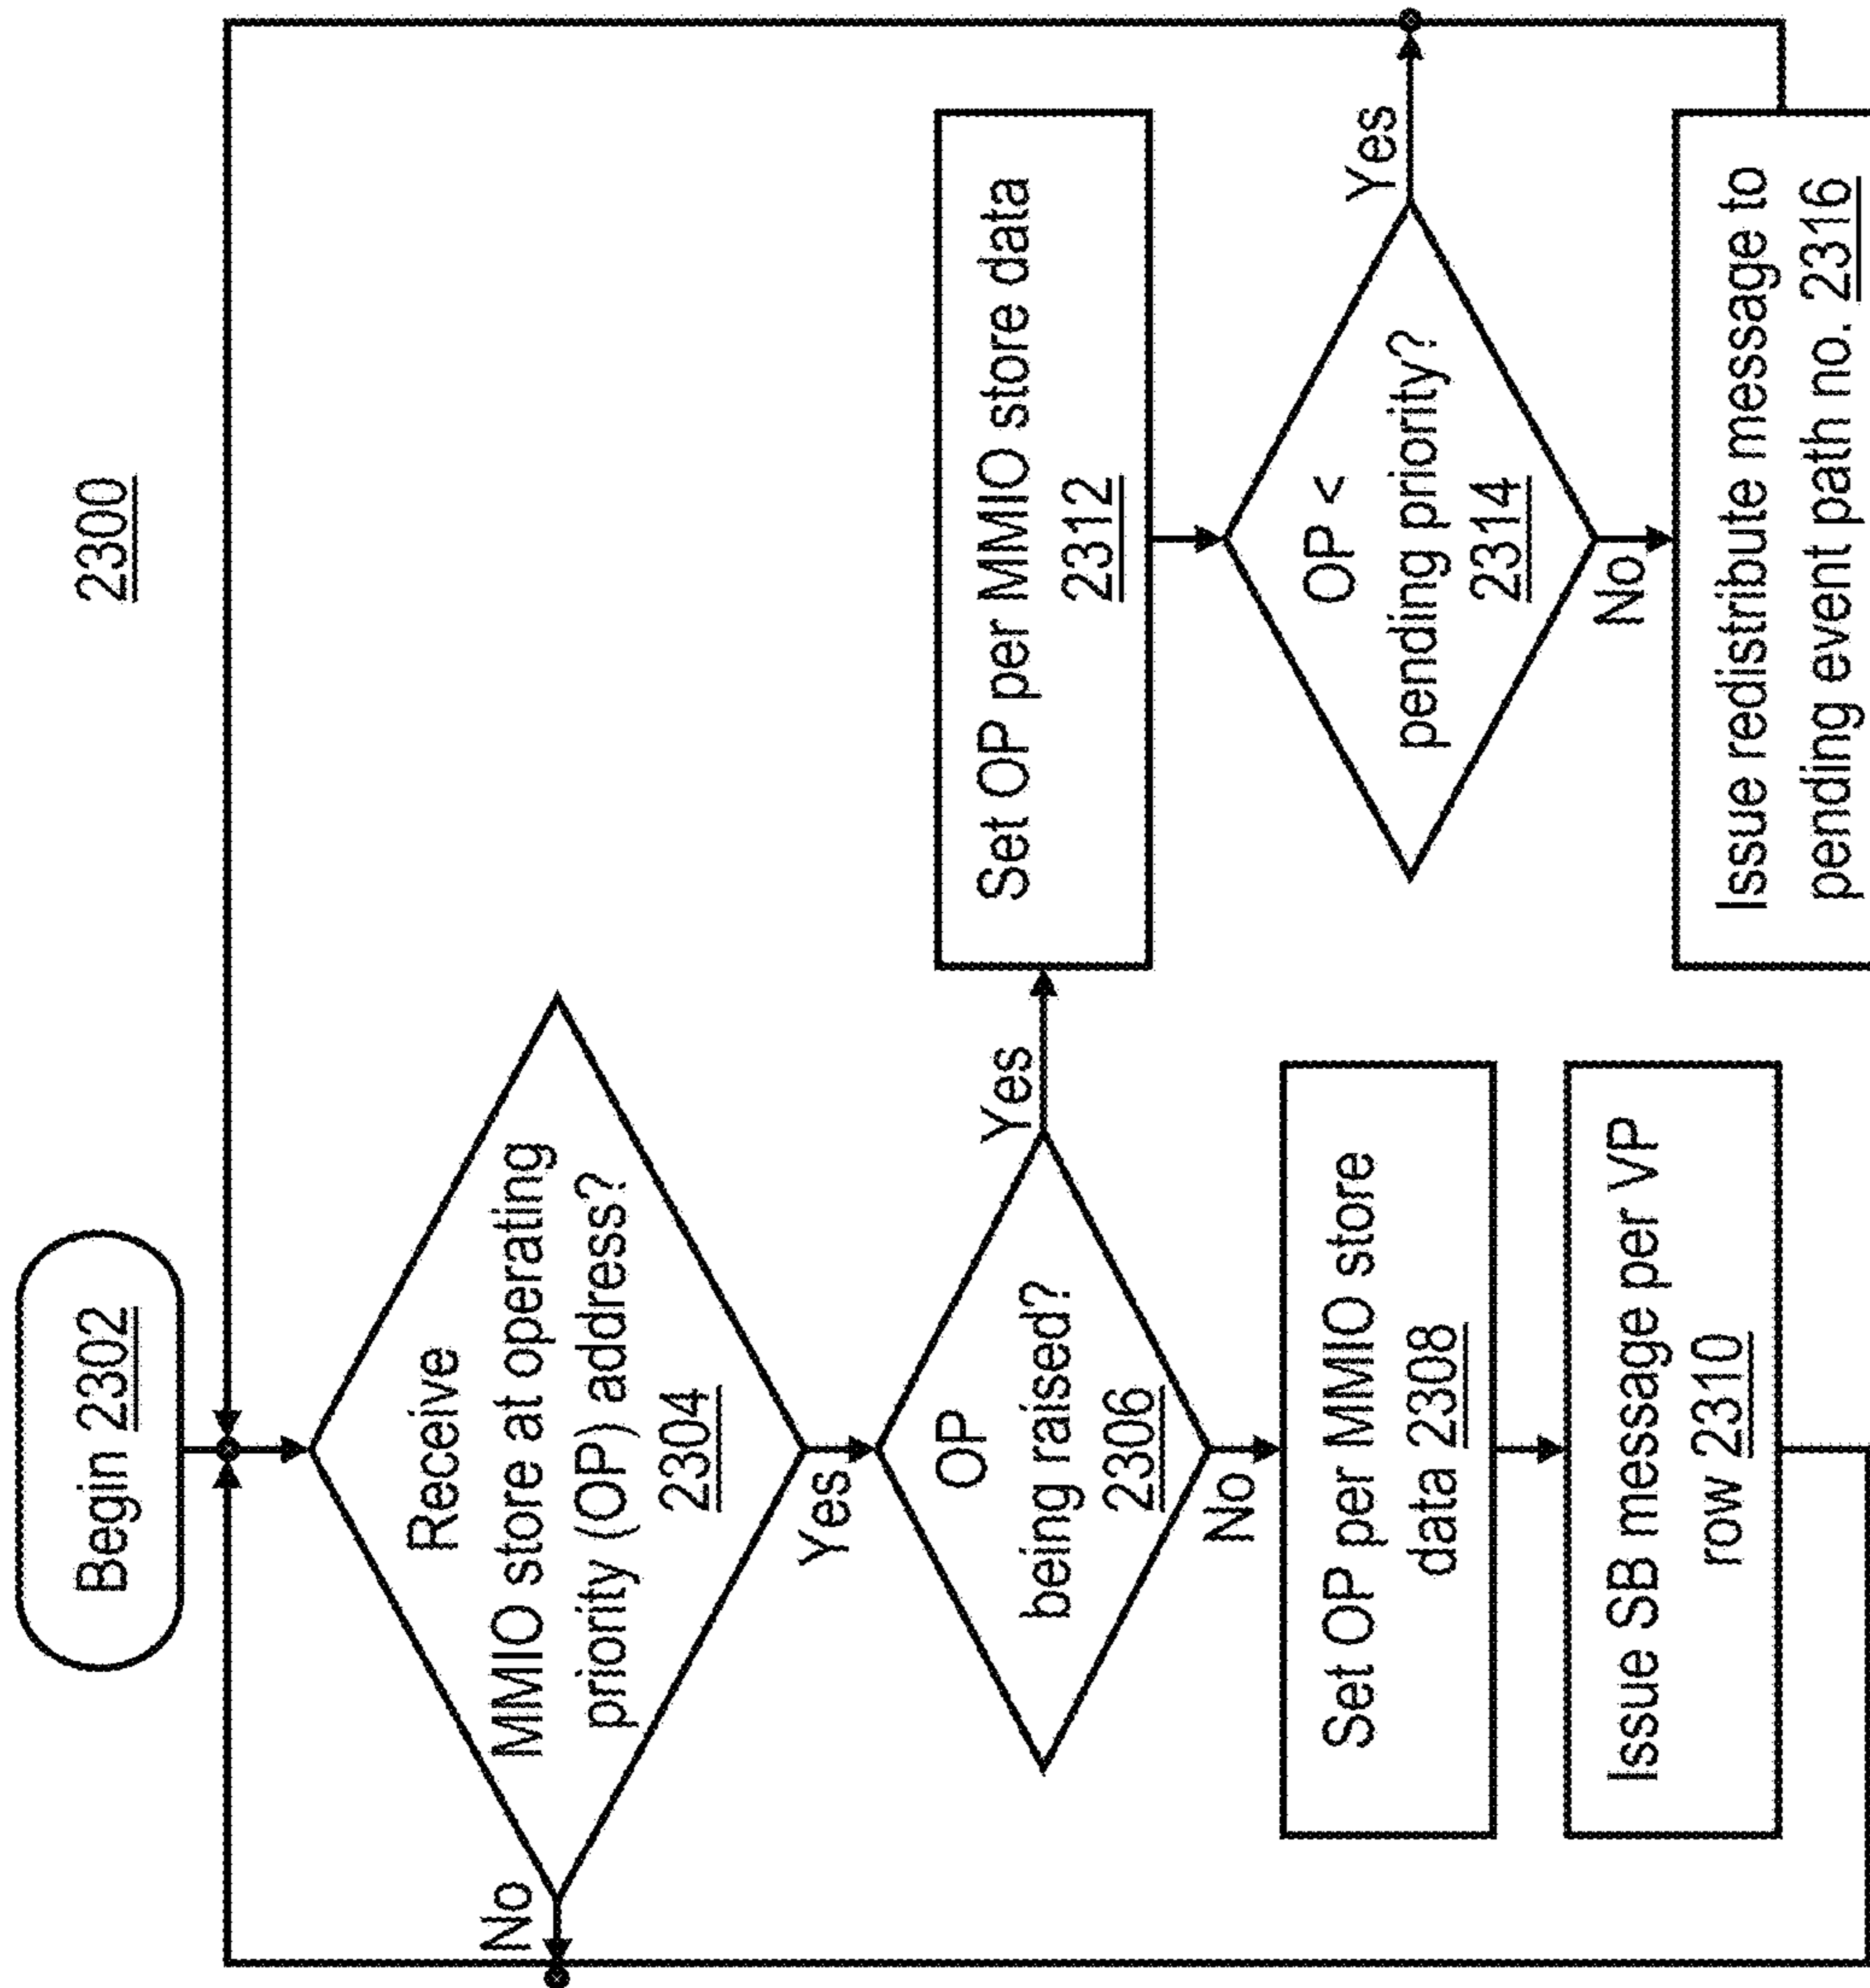 2300
Begin 2302
Receive
MMIO store at operating
priority (OP) address?
2304
No
Yes
OP
being raised?
2306
Yes
No
Set OP per MMIO store
data 2308
Issue SB message per VP
row 2310
Set OP per MMIO store data
2312
OP <
pending priority?
2314
Yes
No
Issue redistribute message to
pending event path no. 2316